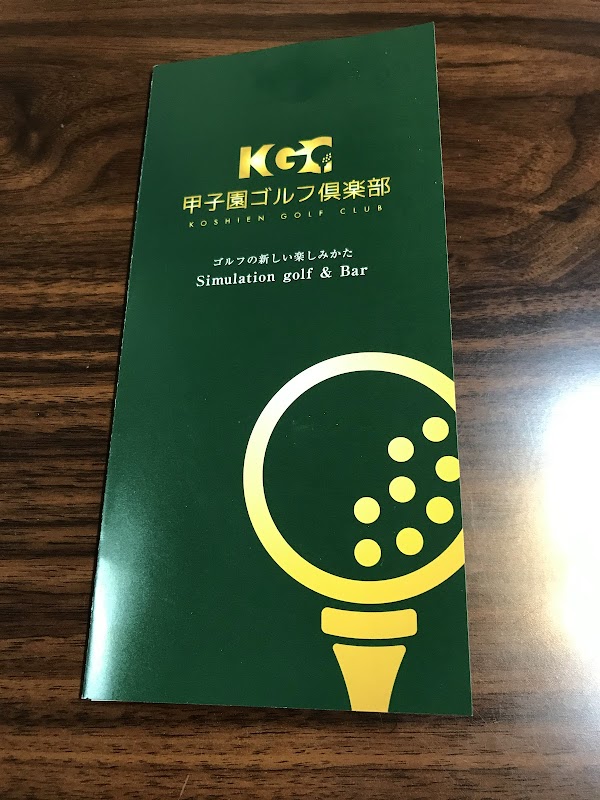 KGC
甲子園ゴルフ倶楽部
KOSHIEN GOLF CLUB
ゴルフの新しい楽しみかた
Simulation golf & Bar